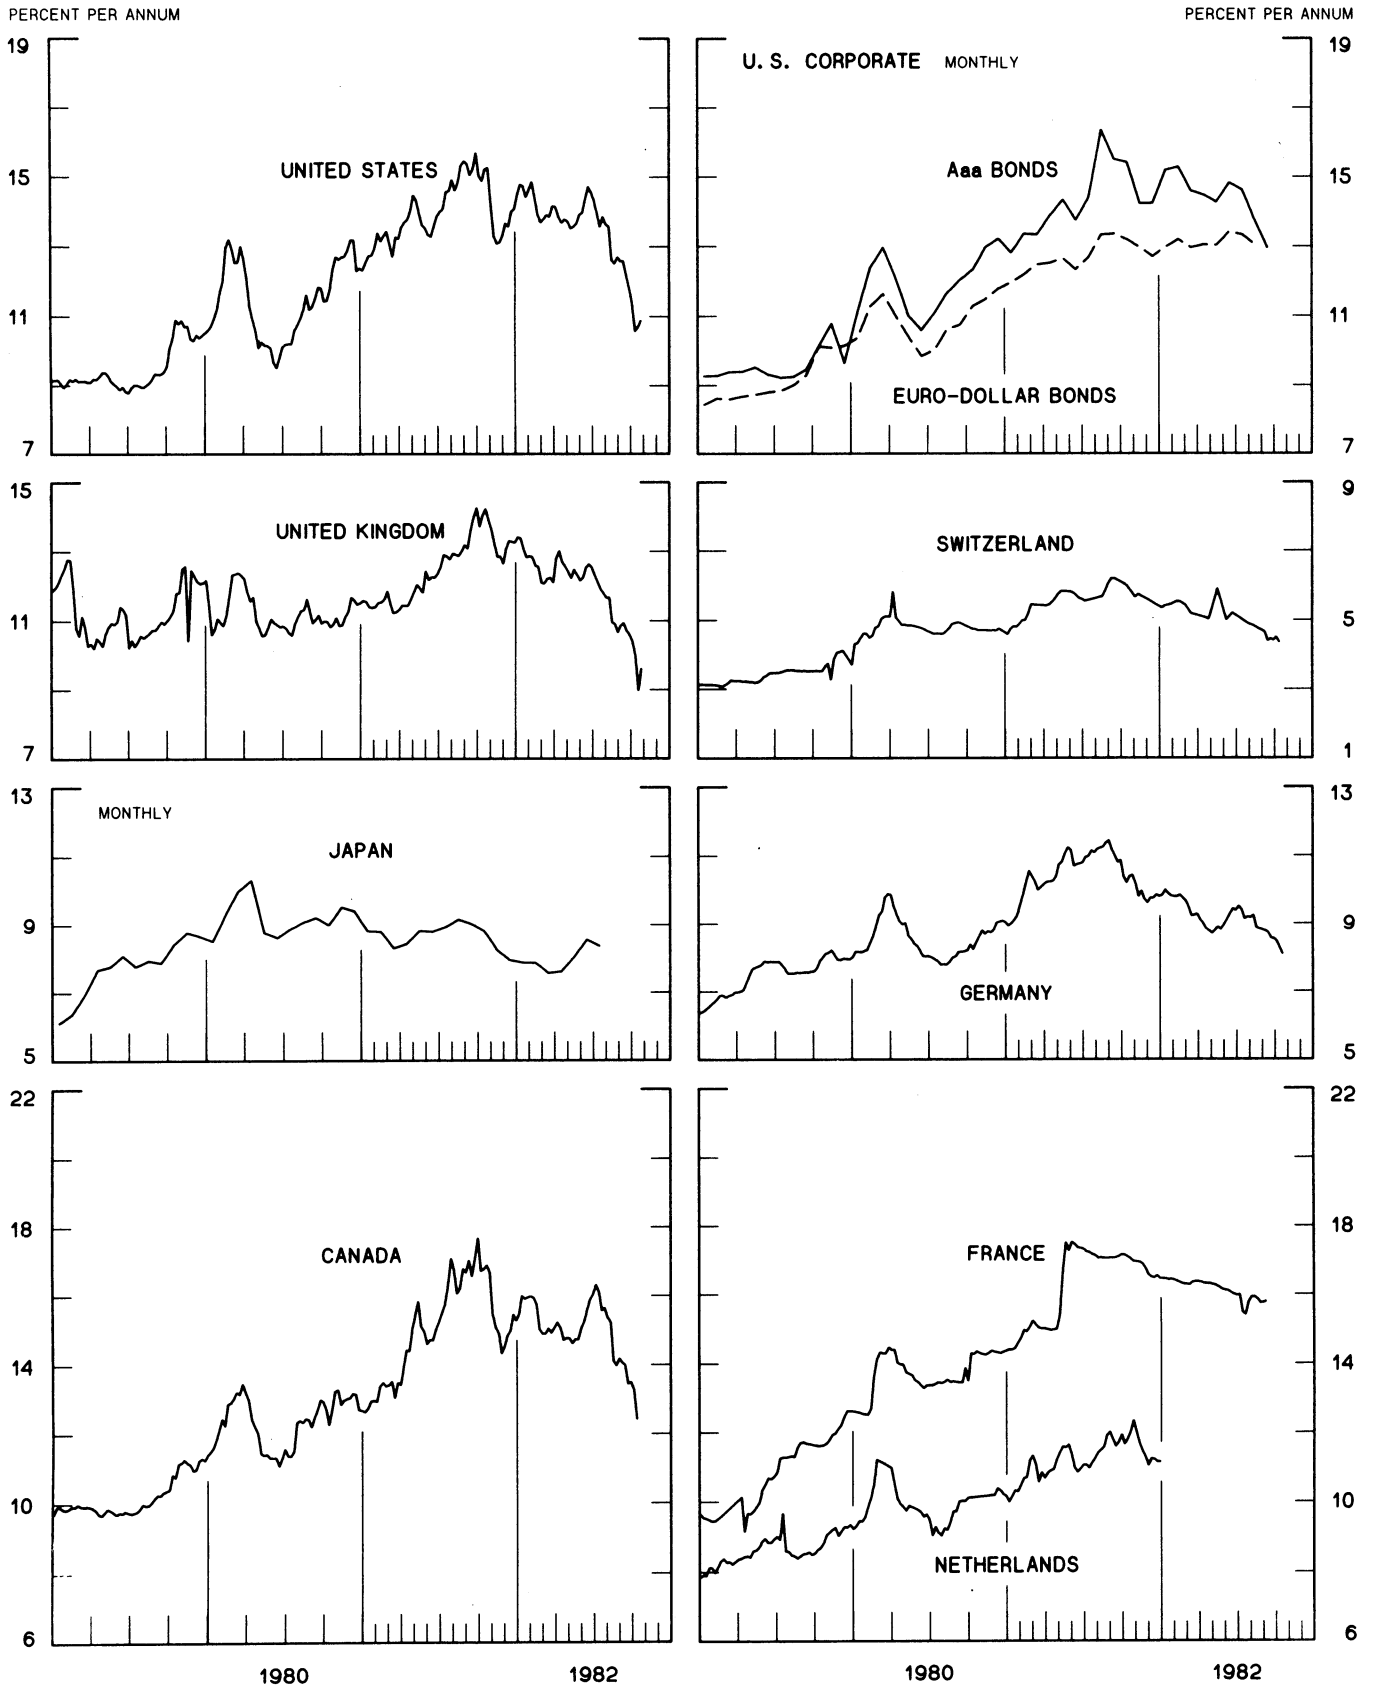 PERCENT PER ANNUM
PERCENT PER ANNUM
19
15
11
7
UNITED STATES
U. S. CORPORATE MONTHLY
Aaa BONDS
EURO-DOLLAR BONDS
19
15
11
7
15
11
7
UNITED KINGDOM
SWITZERLAND
9
5
1
13
9
5
MONTHLY
JAPAN
GERMANY
13
9
5
22
18
14
10
6
CANADA
FRANCE
NETHERLANDS
22
18
14
10
6
1980
1982
1980
1982